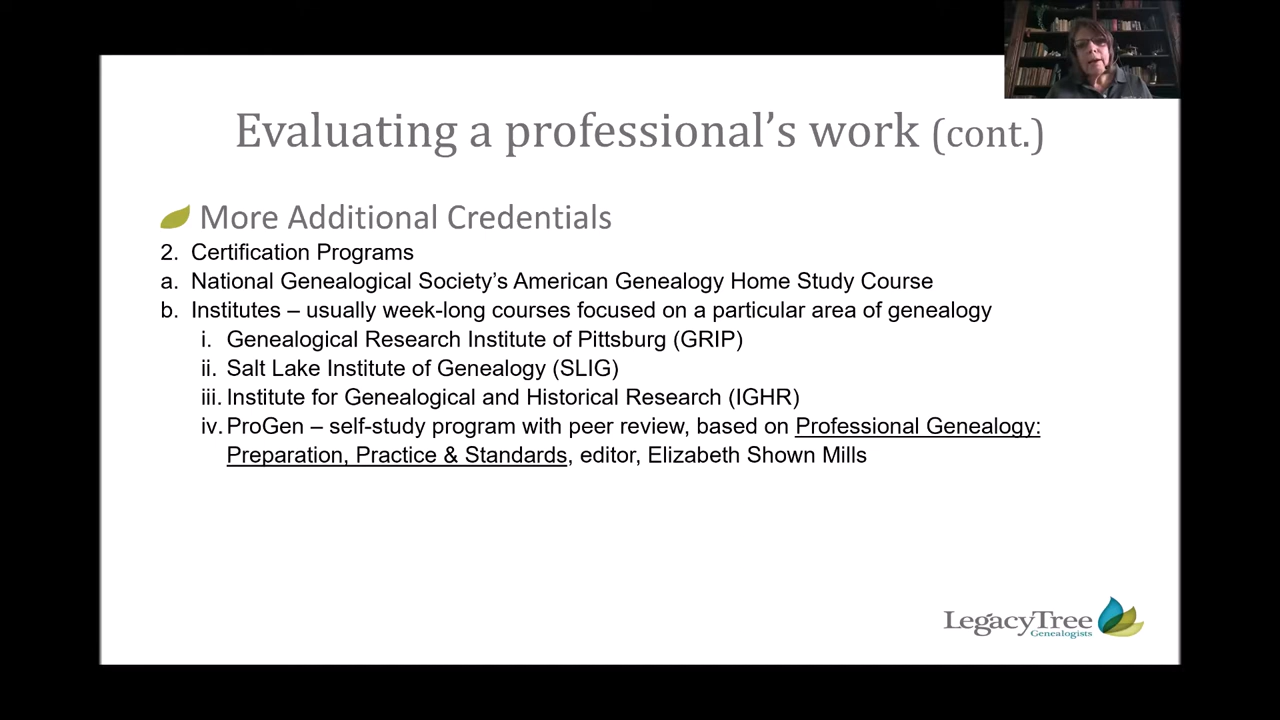 Evaluating a professional’s work (cont.)
More Additional Credentials
2. Certification Programs
a. National Genealogical Society’s American Genealogy Home Study Course
b. Institutes – usually week-long courses focused on a particular area of genealogy
i. Genealogical Research Institute of Pittsburg (GRIP)
ii. Salt Lake Institute of Genealogy (SLIG)
iii. Institute for Genealogical and Historical Research (IGHR)
iv. ProGen – self-study program with peer review, based on Professional Genealogy:
Preparation, Practice & Standards, editor, Elizabeth Shown Mills
LegacyTree
Genealogists